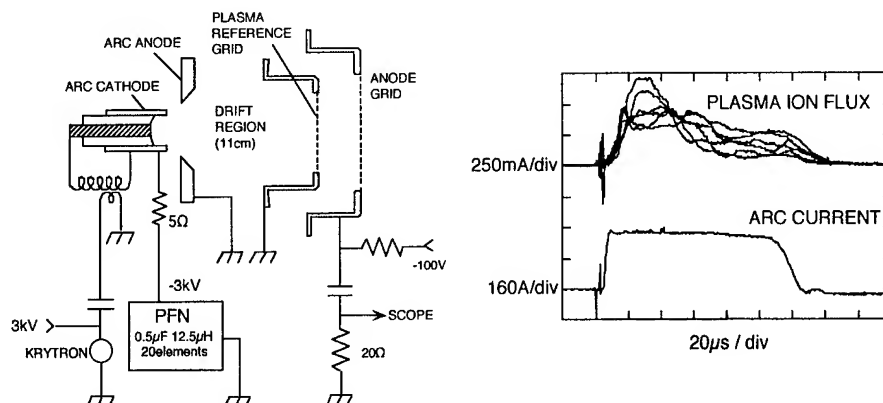 PLASMA
REFERENCE
GRID
ARC ANODE
ARC CATHODE
ANODE
GRID
DRIFT
REGION
(11cm)
5Ω
-100V
-3kV
SCOPE
PFN
0.5µF 12.5µH
20elements
3kV
KRYTRON
20Ω
PLASMA ION FLUX
250mA/div
ARC CURRENT
160A/div
20µs / div